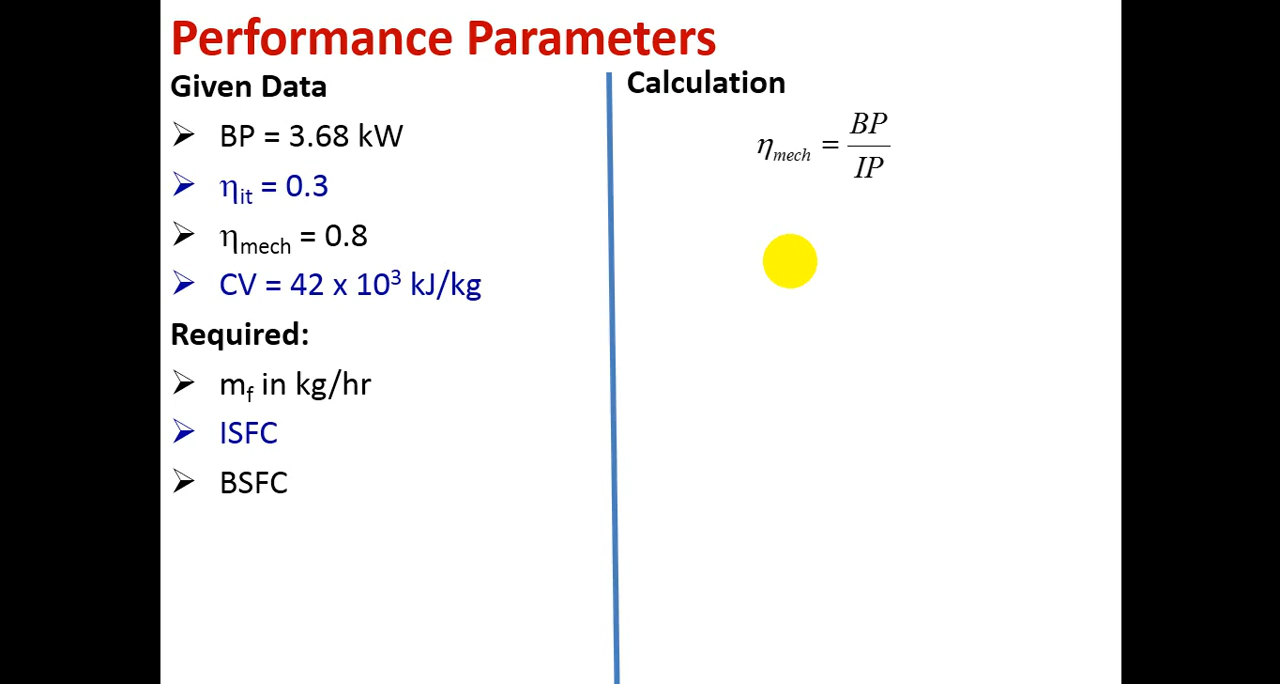 Performance Parameters
Given Data
➢ BP = 3.68 kW
➢ ηit = 0.3
➢ ηmech = 0.8
➢ CV = 42 x 10³ kJ/kg
Required:
➢ mf in kg/hr
➢ ISFC
➢ BSFC
Calculation
ηmech = BP / IP